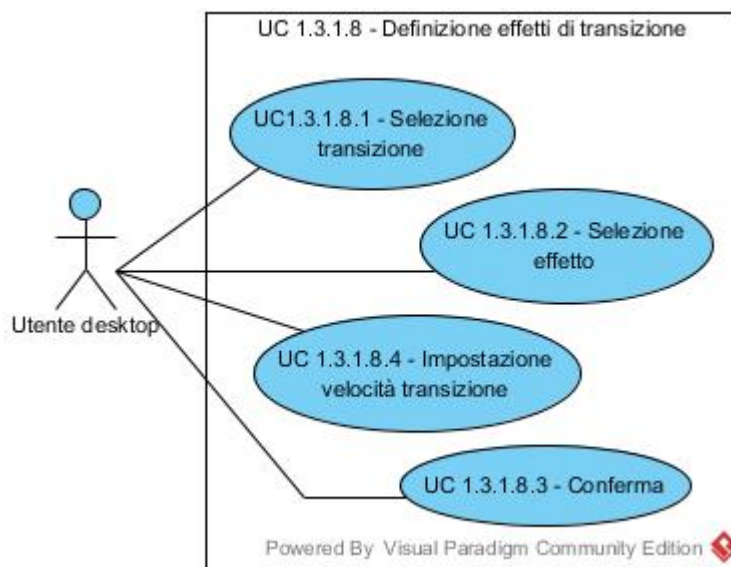 UC 1.3.1.8 - Definizione effetti di transizione
UC1.3.1.8.1 - Selezione
transizione
UC 1.3.1.8.2 - Selezione
effetto
Utente desktop
UC 1.3.1.8.4 - Impostazione
velocità transizione
UC 1.3.1.8.3 - Conferma
Powered By Visual Paradigm Community Edition